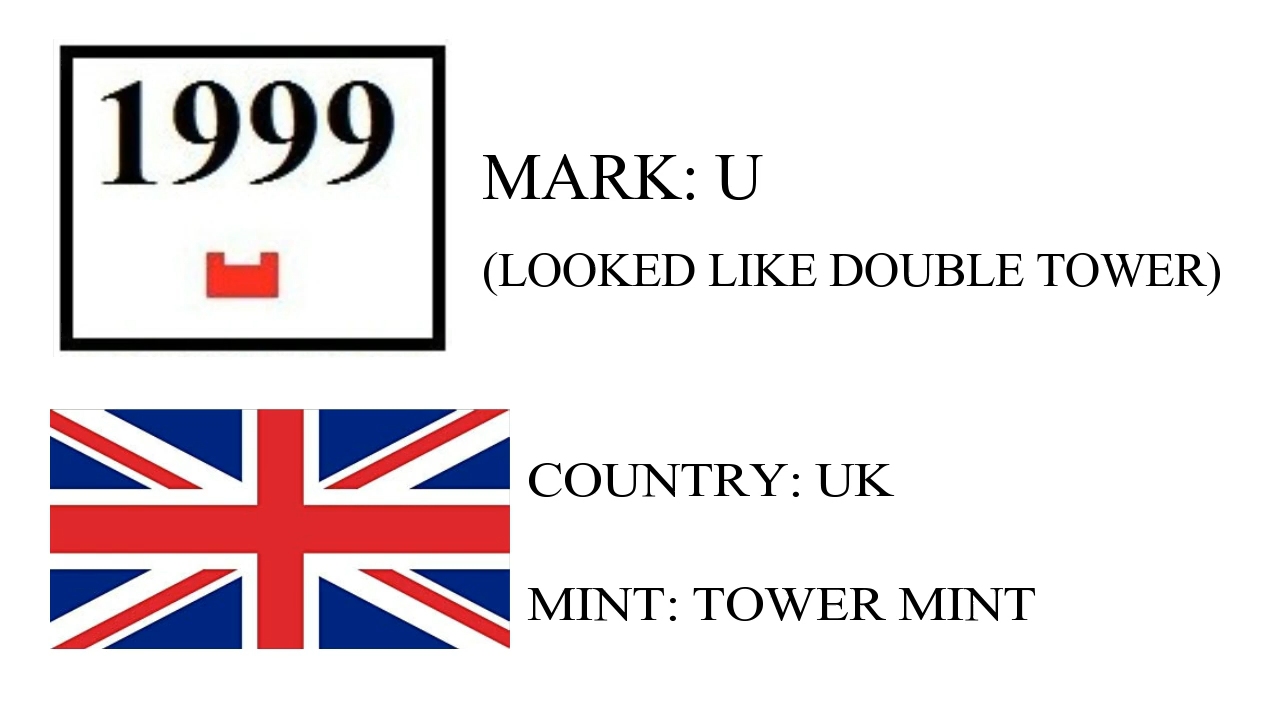 1999
MARK: U
(LOOKED LIKE DOUBLE TOWER)
COUNTRY: UK
MINT: TOWER MINT